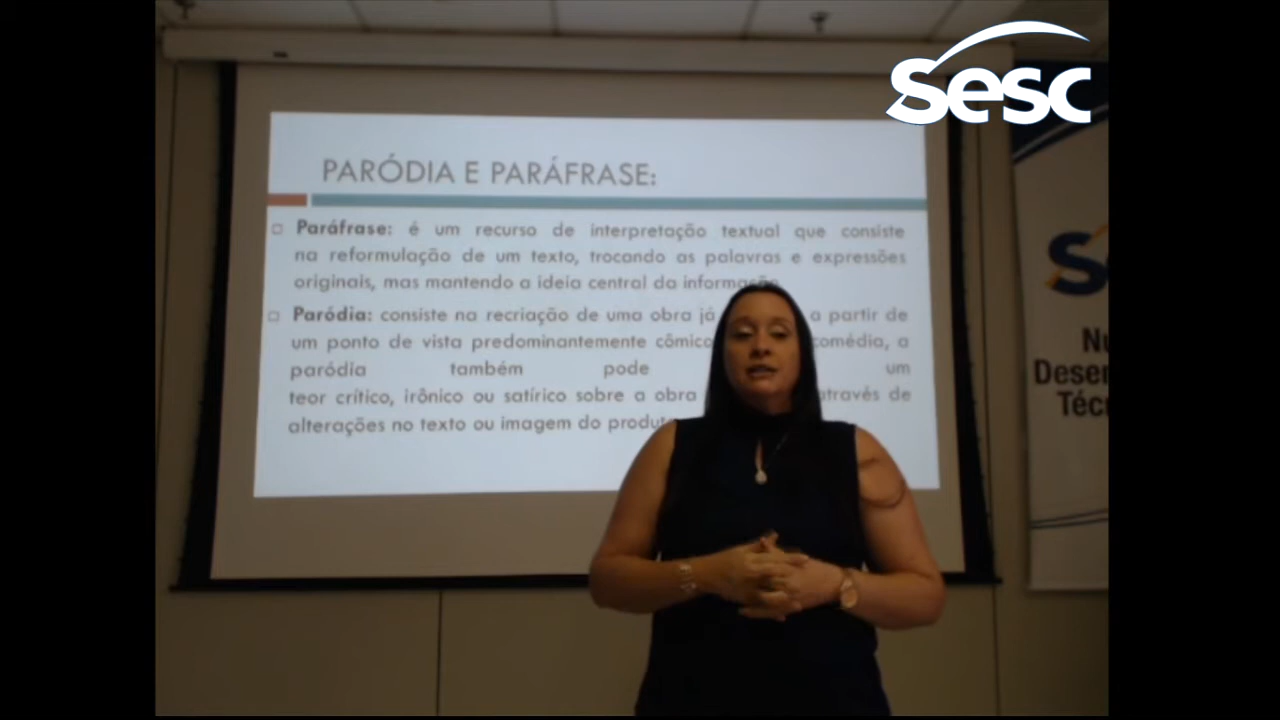 Sesc
PARÓDIA E PARÁFRASE:
Paráfrase: é um recurso de interpretação textual que consiste
na reformulação de um texto, trocando as palavras e expressões
originais, mas mantendo a ideia central da informação
Paródia: consiste na recriação de uma obra já a partir de
um ponto de vista predominantemente cômico comédia, a
paródia também pode um
teor crítico, irônico ou satírico sobre a obra através de
alterações no texto ou imagem do
S
Desen
Técn